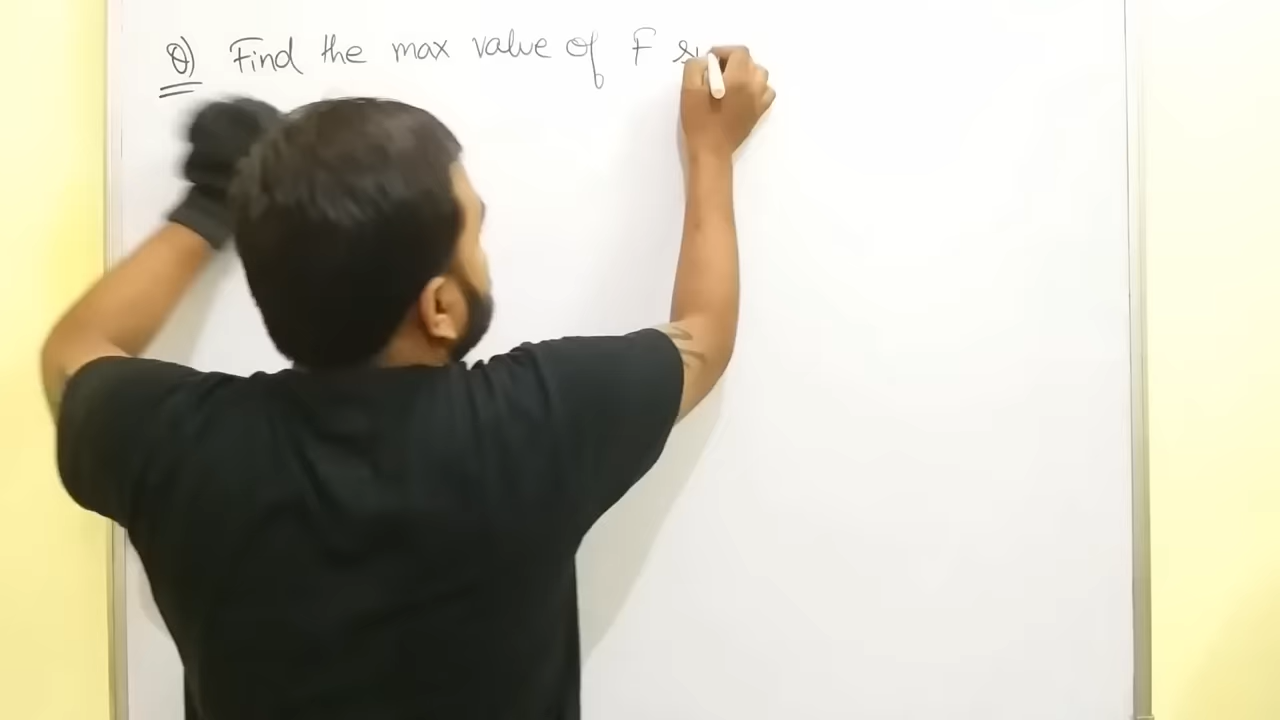 Q) Find the max value of F